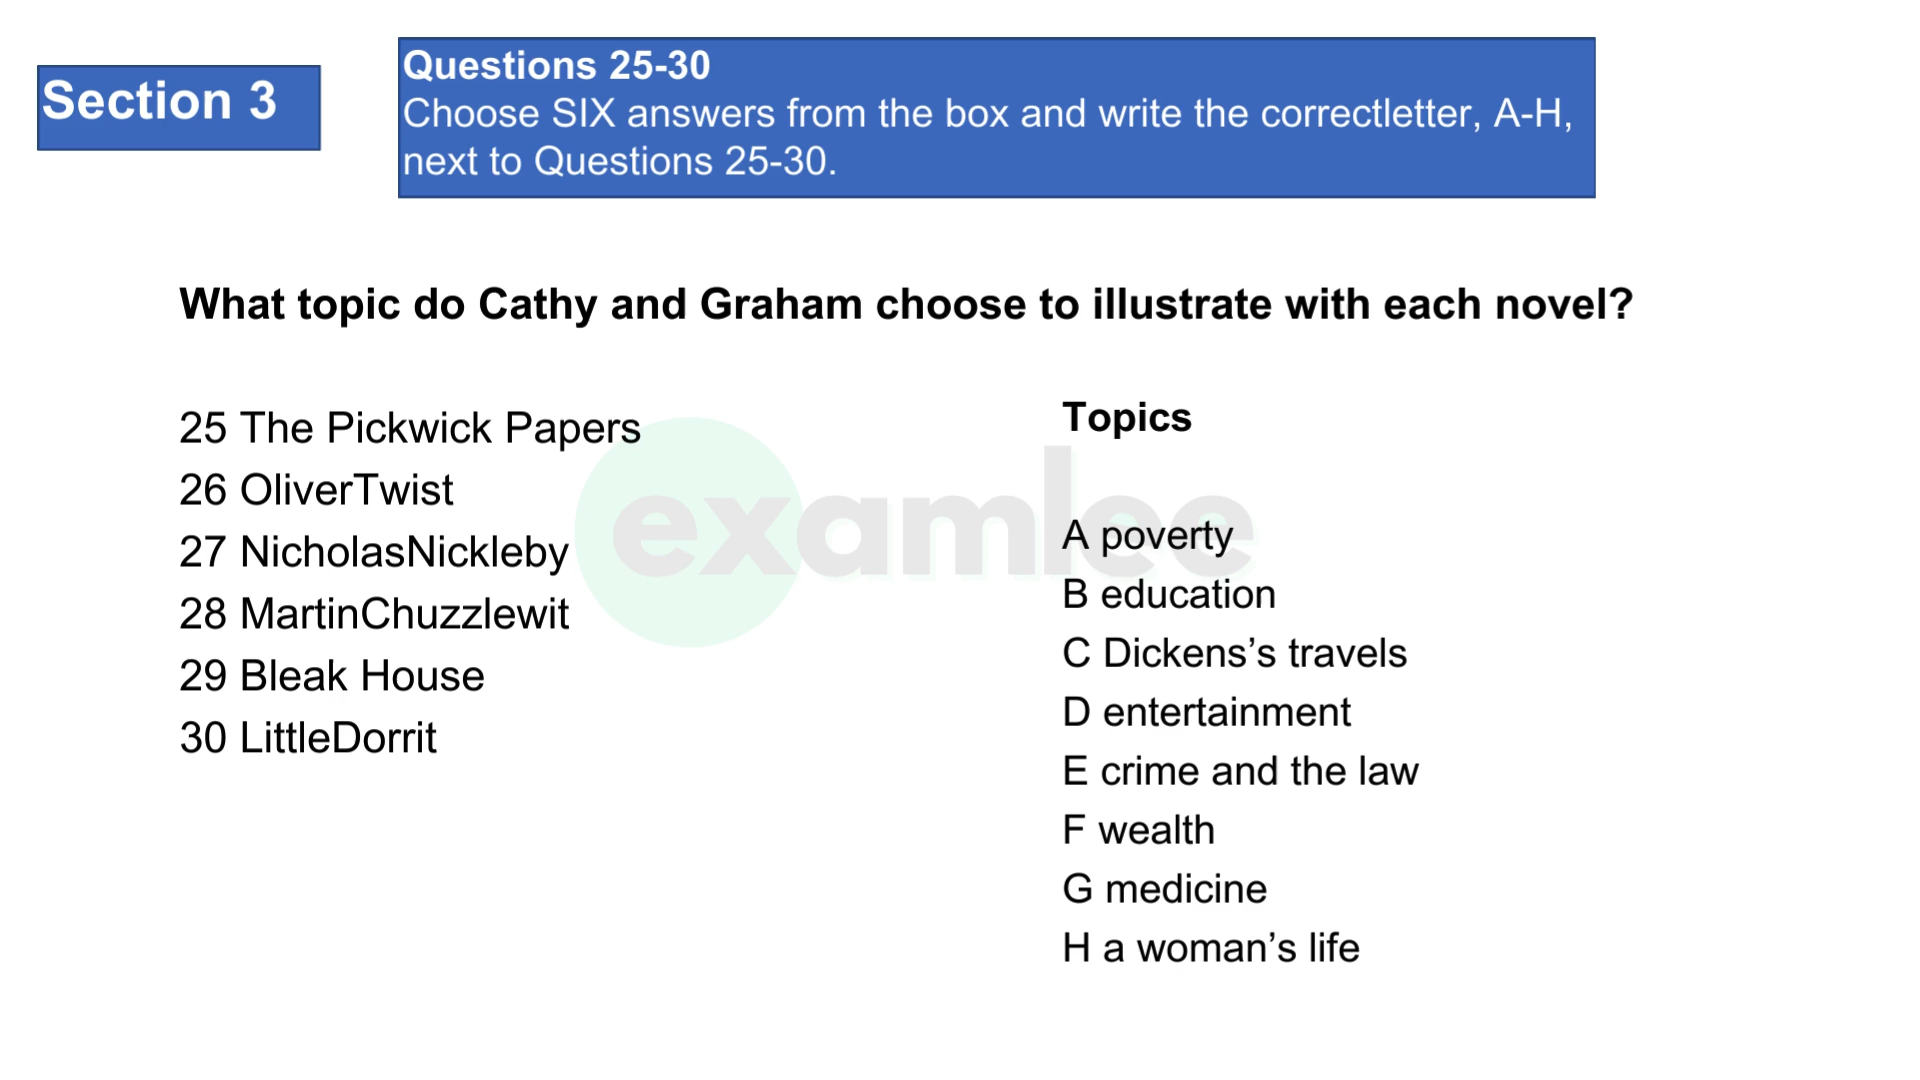 Section 3
Questions 25-30
Choose SIX answers from the box and write the correctletter, A-H,
next to Questions 25-30.
What topic do Cathy and Graham choose to illustrate with each novel?
25 The Pickwick Papers
26 OliverTwist
27 NicholasNickleby
28 MartinChuzzlewit
29 Bleak House
30 LittleDorrit
examlee
Topics
A poverty
B education
C Dickens’s travels
D entertainment
E crime and the law
F wealth
G medicine
H a woman’s life